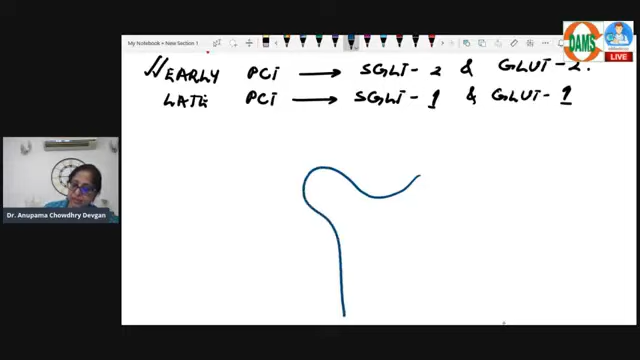 DAMS
LIVE
My Notebook > New Section 1
EARLY PCT → SGLT-2 & GLUT-2.
LATE PCT → SGLT-1 & GLUT-1
Dr. Anupama Chowdhry Devgan